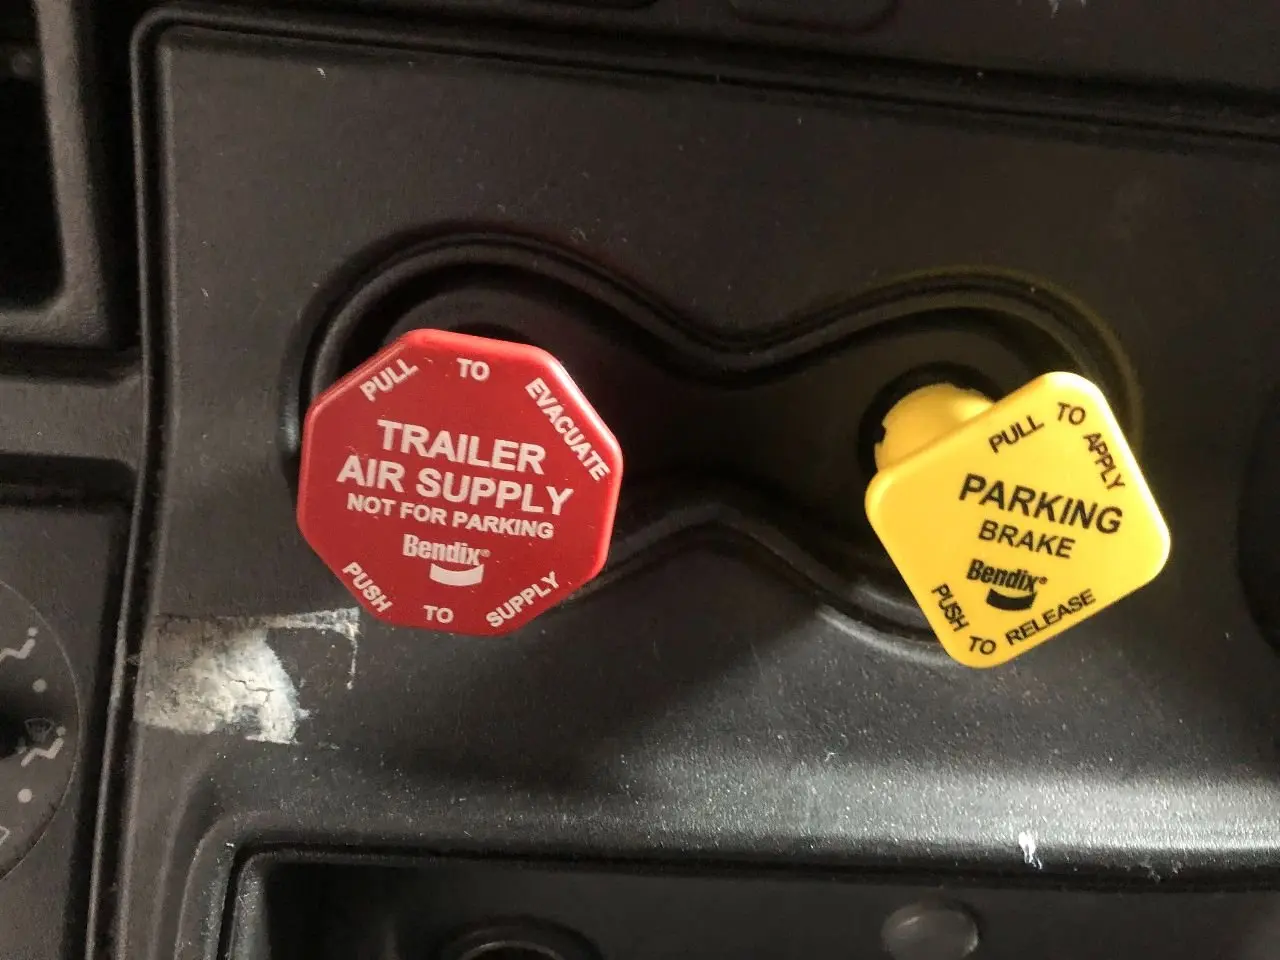 PULL TO EVACUATE
TRAILER
AIR SUPPLY
NOT FOR PARKING
Bendix®
PUSH TO SUPPLY
PULL TO APPLY
PARKING
BRAKE
Bendix®
PUSH TO RELEASE